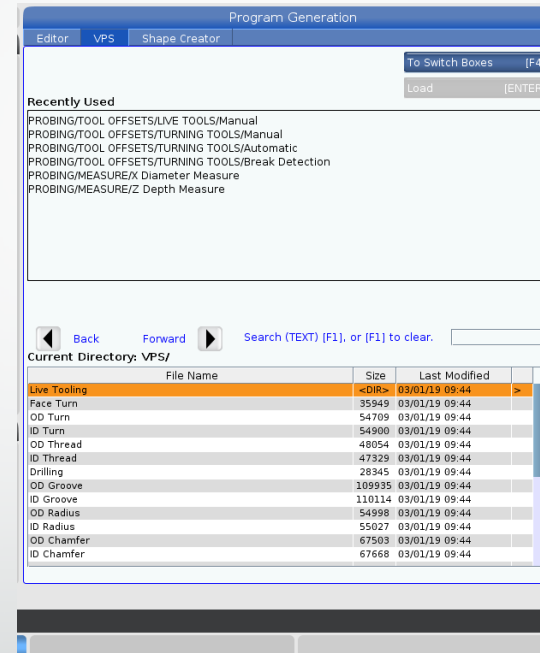 Program Generation
Editor VPS Shape Creator
To Switch Boxes [F4
Load [ENTER
Recently Used
PROBING/TOOL OFFSETS/LIVE TOOLS/Manual
PROBING/TOOL OFFSETS/TURNING TOOLS/Manual
PROBING/TOOL OFFSETS/TURNING TOOLS/Automatic
PROBING/TOOL OFFSETS/TURNING TOOLS/Break Detection
PROBING/MEASURE/X Diameter Measure
PROBING/MEASURE/Z Depth Measure
Back Forward Search (TEXT) [F1], or [F1] to clear.
Current Directory: VPS/
File Name Size Last Modified
Live Tooling <DIR> 03/01/19 09:44 >
Face Turn 35949 03/01/19 09:44
OD Turn 54709 03/01/19 09:44
ID Turn 54900 03/01/19 09:44
OD Thread 48054 03/01/19 09:44
ID Thread 47329 03/01/19 09:44
Drilling 28345 03/01/19 09:44
OD Groove 109935 03/01/19 09:44
ID Groove 110114 03/01/19 09:44
OD Radius 54998 03/01/19 09:44
ID Radius 55027 03/01/19 09:44
OD Chamfer 67503 03/01/19 09:44
ID Chamfer 67668 03/01/19 09:44